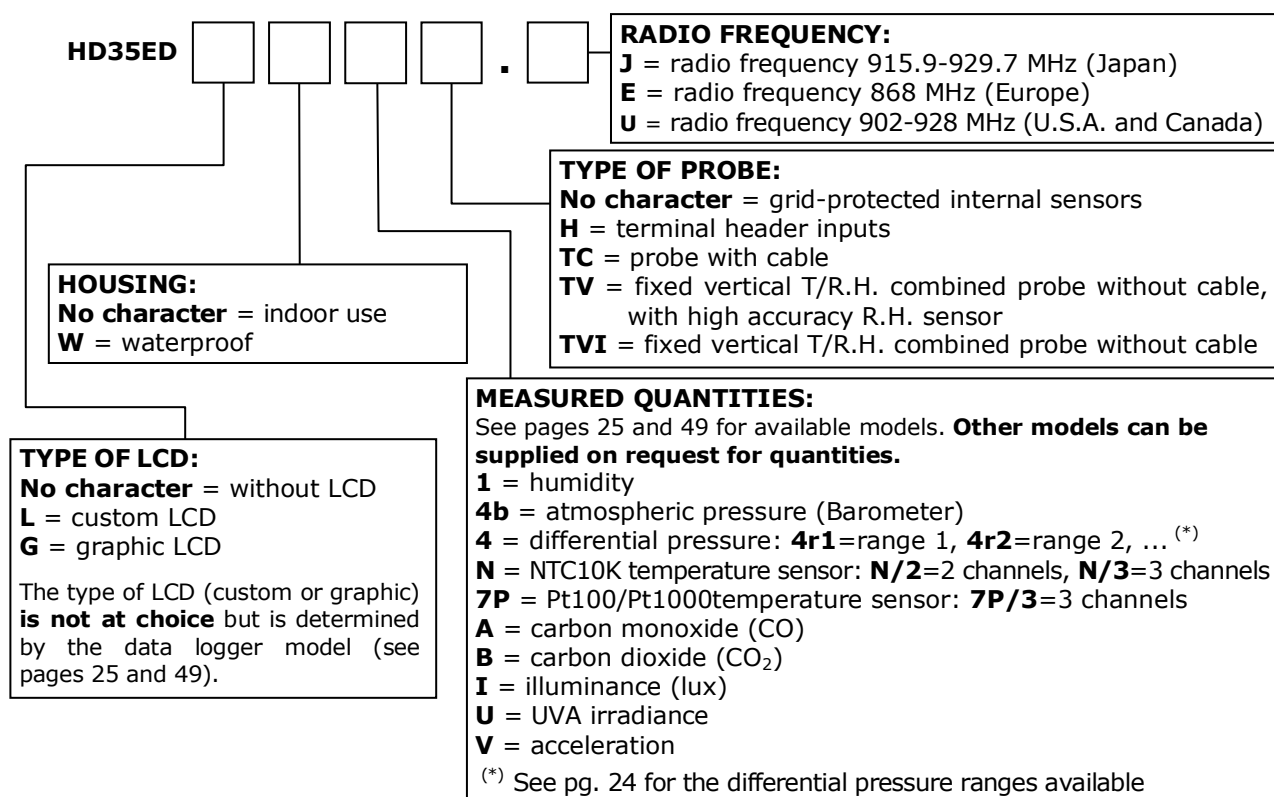 HD35ED .
RADIO FREQUENCY:
J = radio frequency 915.9-929.7 MHz (Japan)
E = radio frequency 868 MHz (Europe)
U = radio frequency 902-928 MHz (U.S.A. and Canada)
TYPE OF PROBE:
No character = grid-protected internal sensors
H = terminal header inputs
TC = probe with cable
TV = fixed vertical T/R.H. combined probe without cable,
with high accuracy R.H. sensor
TVI = fixed vertical T/R.H. combined probe without cable
HOUSING:
No character = indoor use
W = waterproof
MEASURED QUANTITIES:
See pages 25 and 49 for available models. Other models can be
supplied on request for quantities.
1 = humidity
4b = atmospheric pressure (Barometer)
4 = differential pressure: 4r1=range 1, 4r2=range 2, ... (*)
N = NTC10K temperature sensor: N/2=2 channels, N/3=3 channels
7P = Pt100/Pt1000temperature sensor: 7P/3=3 channels
A = carbon monoxide (CO)
B = carbon dioxide (CO₂)
I = illuminance (lux)
U = UVA irradiance
V = acceleration
(*) See pg. 24 for the differential pressure ranges available
TYPE OF LCD:
No character = without LCD
L = custom LCD
G = graphic LCD
The type of LCD (custom or graphic)
is not at choice but is determined
by the data logger model (see
pages 25 and 49).